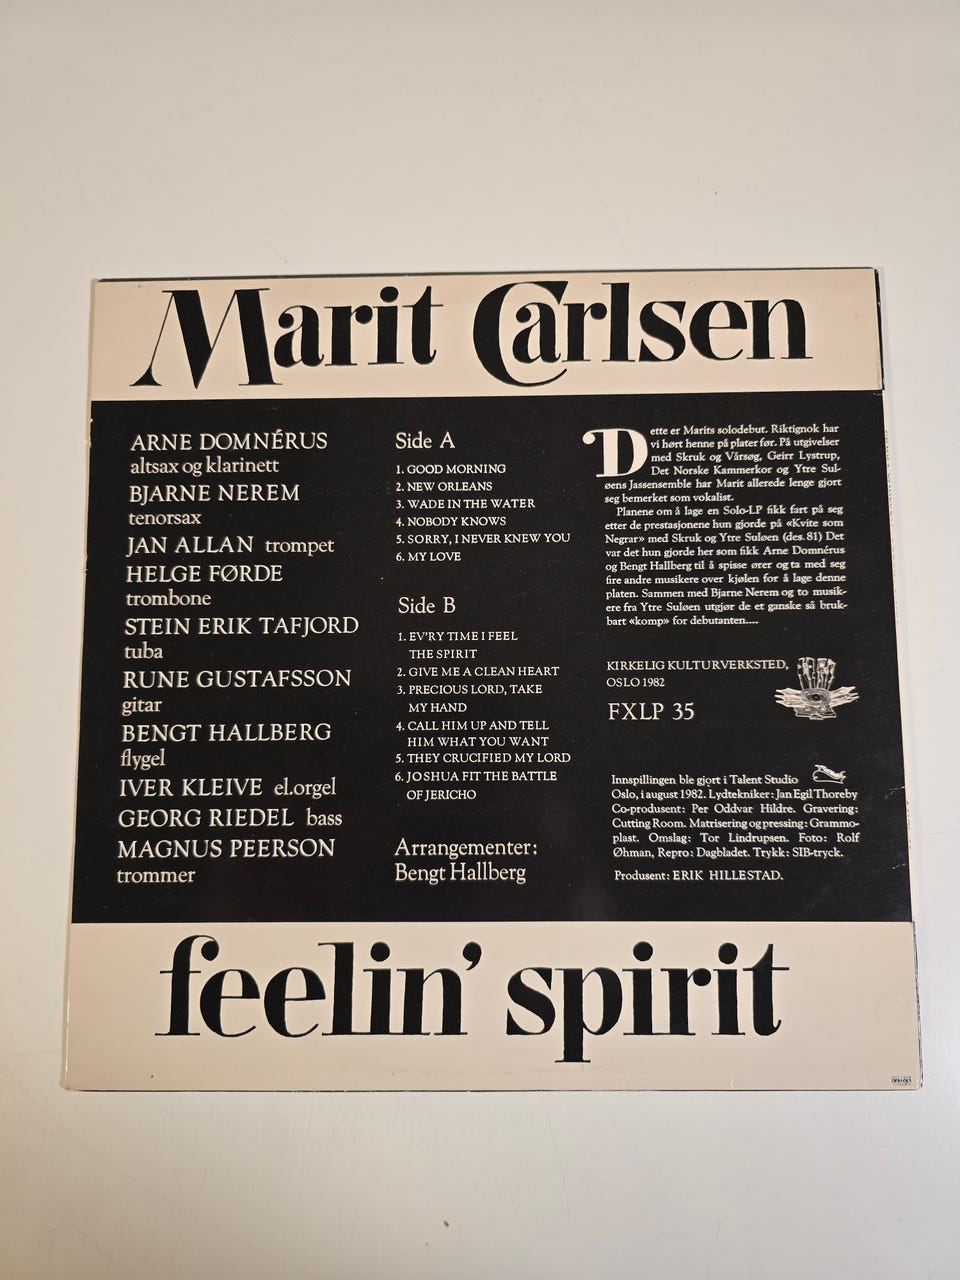 Marit Carlsen
ARNE DOMNÉRUS
altsax og klarinett
BJARNE NEREM
tenorsax
JAN ALLAN trompet
HELGE FØRDE
trombone
STEIN ERIK TAFJORD
tuba
RUNE GUSTAFSSON
gitar
BENGT HALLBERG
flygel
IVER KLEIVE el.orgel
GEORG RIEDEL bass
MAGNUS PEERSON
trommer
Side A
1. GOOD MORNING
2. NEW ORLEANS
3. WADE IN THE WATER
4. NOBODY KNOWS
5. SORRY, I NEVER KNEW YOU
6. MY LOVE
Side B
1. EV'RY TIME I FEEL
THE SPIRIT
2. GIVE ME A CLEAN HEART
3. PRECIOUS LORD, TAKE
MY HAND
4. CALL HIM UP AND TELL
HIM WHAT YOU WANT
5. THEY CRUCIFIED MY LORD
6. JOSHUA FIT THE BATTLE
OF JERICHO
Arrangementer:
Bengt Hallberg
Dette er Marits solodebut. Riktignok har
vi hørt henne på plater før. På utgivelser
med Skruk og Vårsøg, Geirr Lystrup,
Det Norske Kammerkor og Ytre Sul-
øens Jassensemble har Marit allerede lenge gjort
seg bemerket som vokalist.
Planene om å lage en Solo-LP fikk fart på seg
etter de prestasjonene hun gjorde på «Kvite som
Negrar» med Skruk og Ytre Suløen (des. 81) Det
var det hun gjorde her som fikk Arne Domnérus
og Bengt Hallberg til å spisse ører og ta med seg
fire andre musikere over kjølen for å lage denne
platen. Sammen med Bjarne Nerem og to musik-
ere fra Ytre Suløen utgjør de et ganske så bruk-
bart «komp» for debutanten....
KIRKELIG KULTURVERKSTED,
OSLO 1982
FXLP 35
Innspillingen ble gjort i Talent Studio
Oslo, i august 1982. Lydtekniker: Jan Egil Thoreby
Co-produsent: Per Oddvar Hildre. Gravering:
Cutting Room. Matrisering og pressing: Grammo-
plast. Omslag: Tor Lindrupsen. Foto: Rolf
Øhman, Repro: Dagbladet. Trykk: SIB-tryck.
Produsent: ERIK HILLESTAD.
feelin' spirit